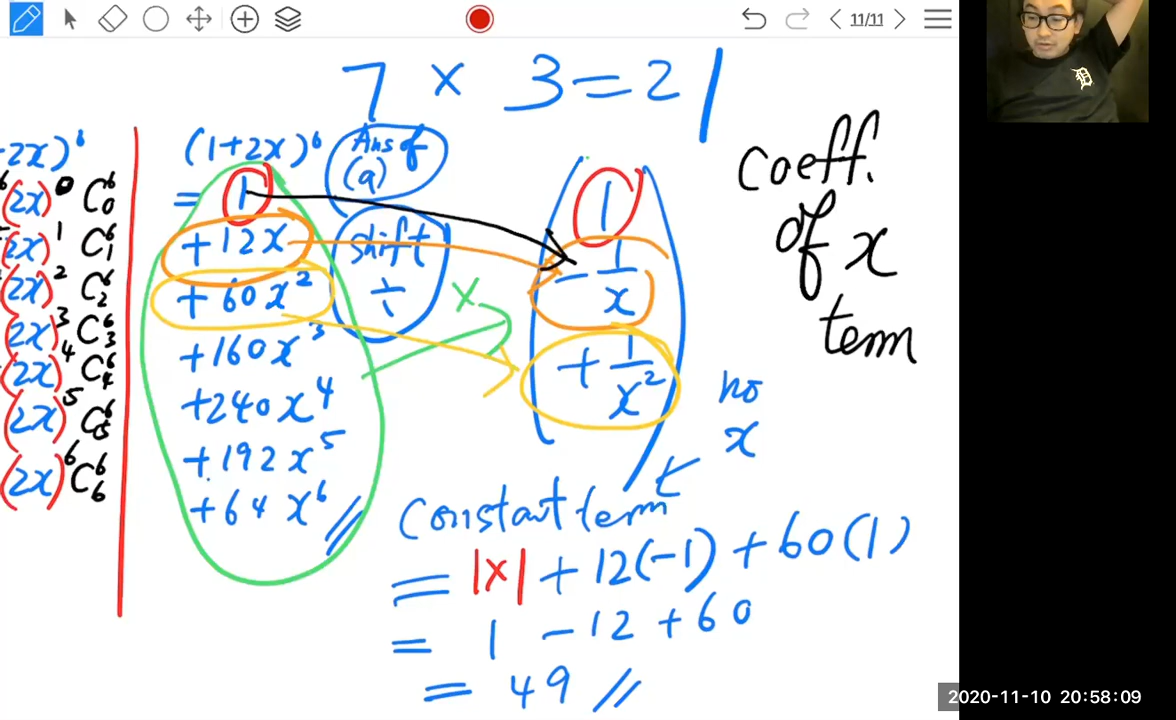 11/11
7 × 3 = 21
-2x)⁶
(2x)⁰ C₀⁶
(2x)¹ C₁⁶
(2x)² C₂⁶
(2x)³ C₃⁶
(2x)⁴ C₄⁶
(2x)⁵ C₅⁶
(2x)⁶ C₆⁶
(1+2x)⁶
= 1
+12x
+60x²
+160x³
+240x⁴
+192x⁵
+64x⁶ //
Ans of
(a)
shift
÷
×
( 1
- 1/x
+ 1/x² )
coeff.
of x
term
no
x
Constant term
= 1×1 + 12(-1) + 60(1)
= 1 - 12 + 60
= 49 //
D
2020-11-10 20:58:09